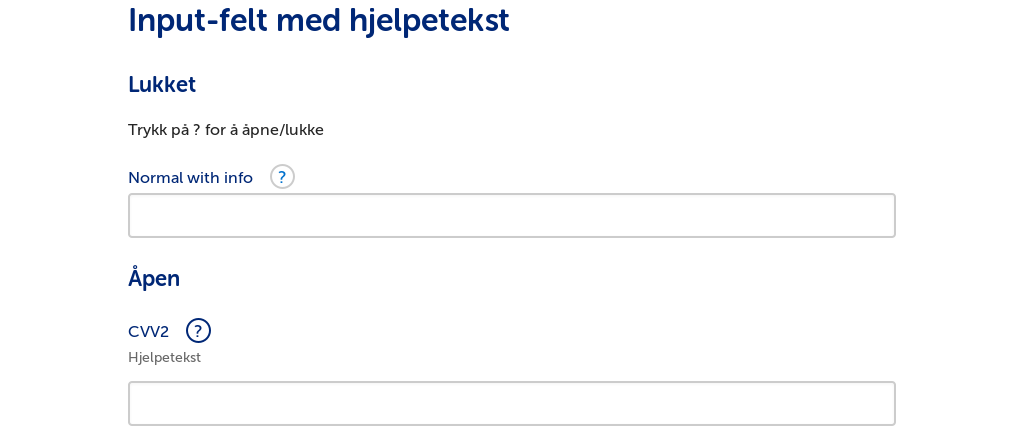 Input-felt med hjelpetekst
Lukket
Trykk på ? for å åpne/lukke
Normal with info ?
Åpen
CVV2 ?
Hjelpetekst